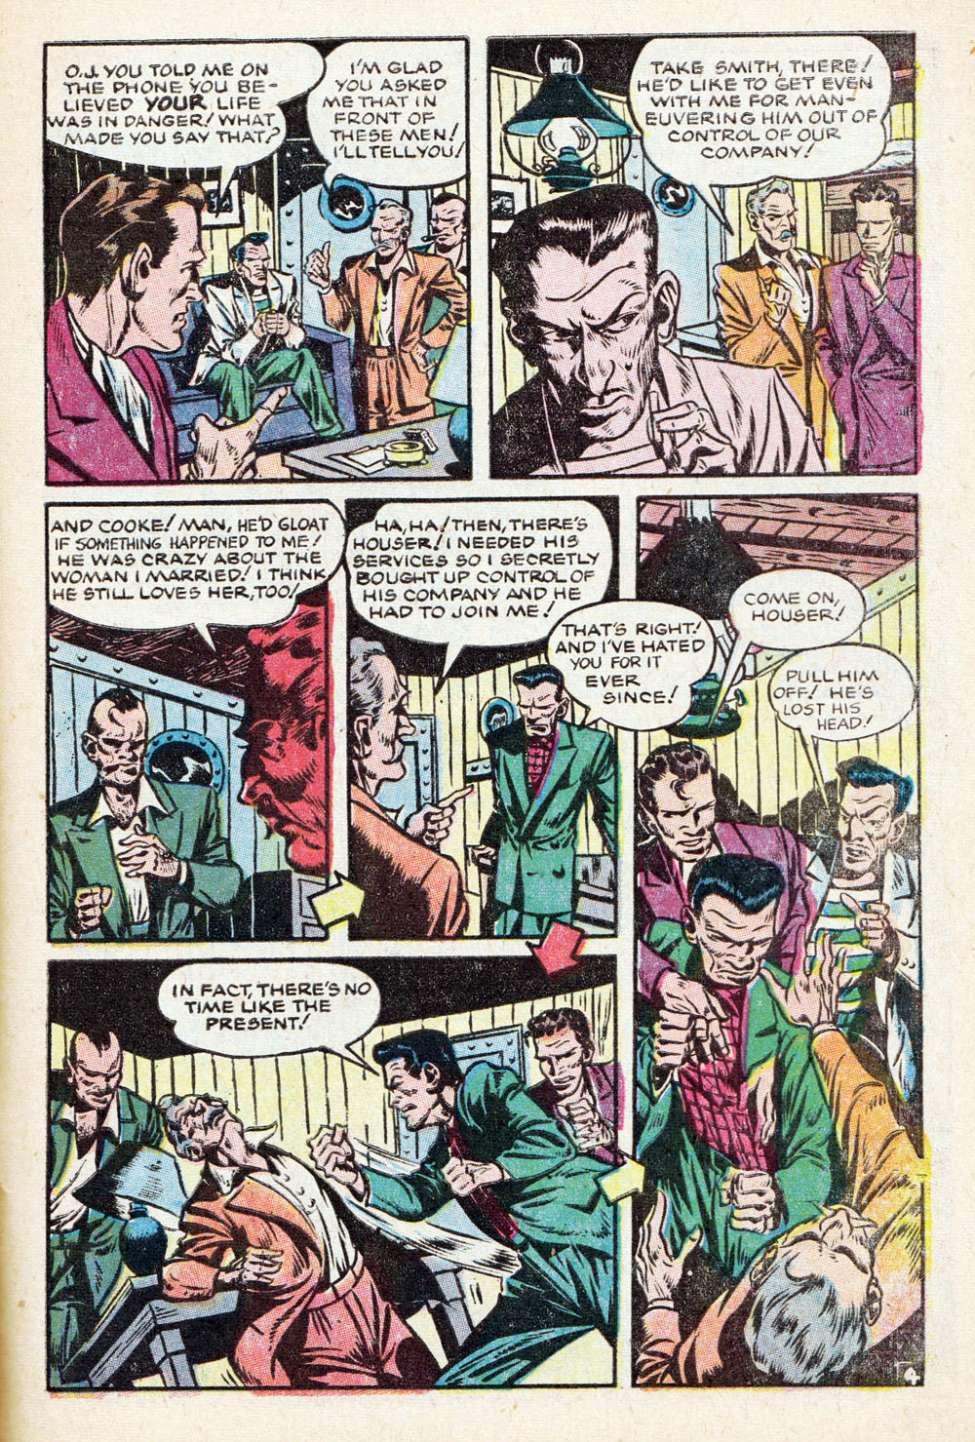 O.J. YOU TOLD ME ON
THE PHONE YOU BE-
LIEVED YOUR LIFE
WAS IN DANGER! WHAT
MADE YOU SAY THAT?
I'M GLAD
YOU ASKED
ME THAT IN
FRONT OF
THESE MEN!
I'LL TELL YOU!
TAKE SMITH, THERE!
HE'D LIKE TO GET EVEN
WITH ME FOR MAN-
EUVERING HIM OUT OF
CONTROL OF OUR
COMPANY!
AND COOKE! MAN, HE'D GLOAT
IF SOMETHING HAPPENED TO ME!
HE WAS CRAZY ABOUT THE
WOMAN I MARRIED! I THINK
HE STILL LOVES HER, TOO!
HA, HA! THEN, THERE'S
HOUSER! I NEEDED HIS
SERVICES SO I SECRETLY
BOUGHT UP CONTROL OF
HIS COMPANY AND HE
HAD TO JOIN ME!
THAT'S RIGHT!
AND I'VE HATED
YOU FOR IT
EVER
SINCE!
IN FACT, THERE'S NO
TIME LIKE THE
PRESENT!
COME ON,
HOUSER!
PULL HIM
OFF! HE'S
LOST HIS
HEAD!
4